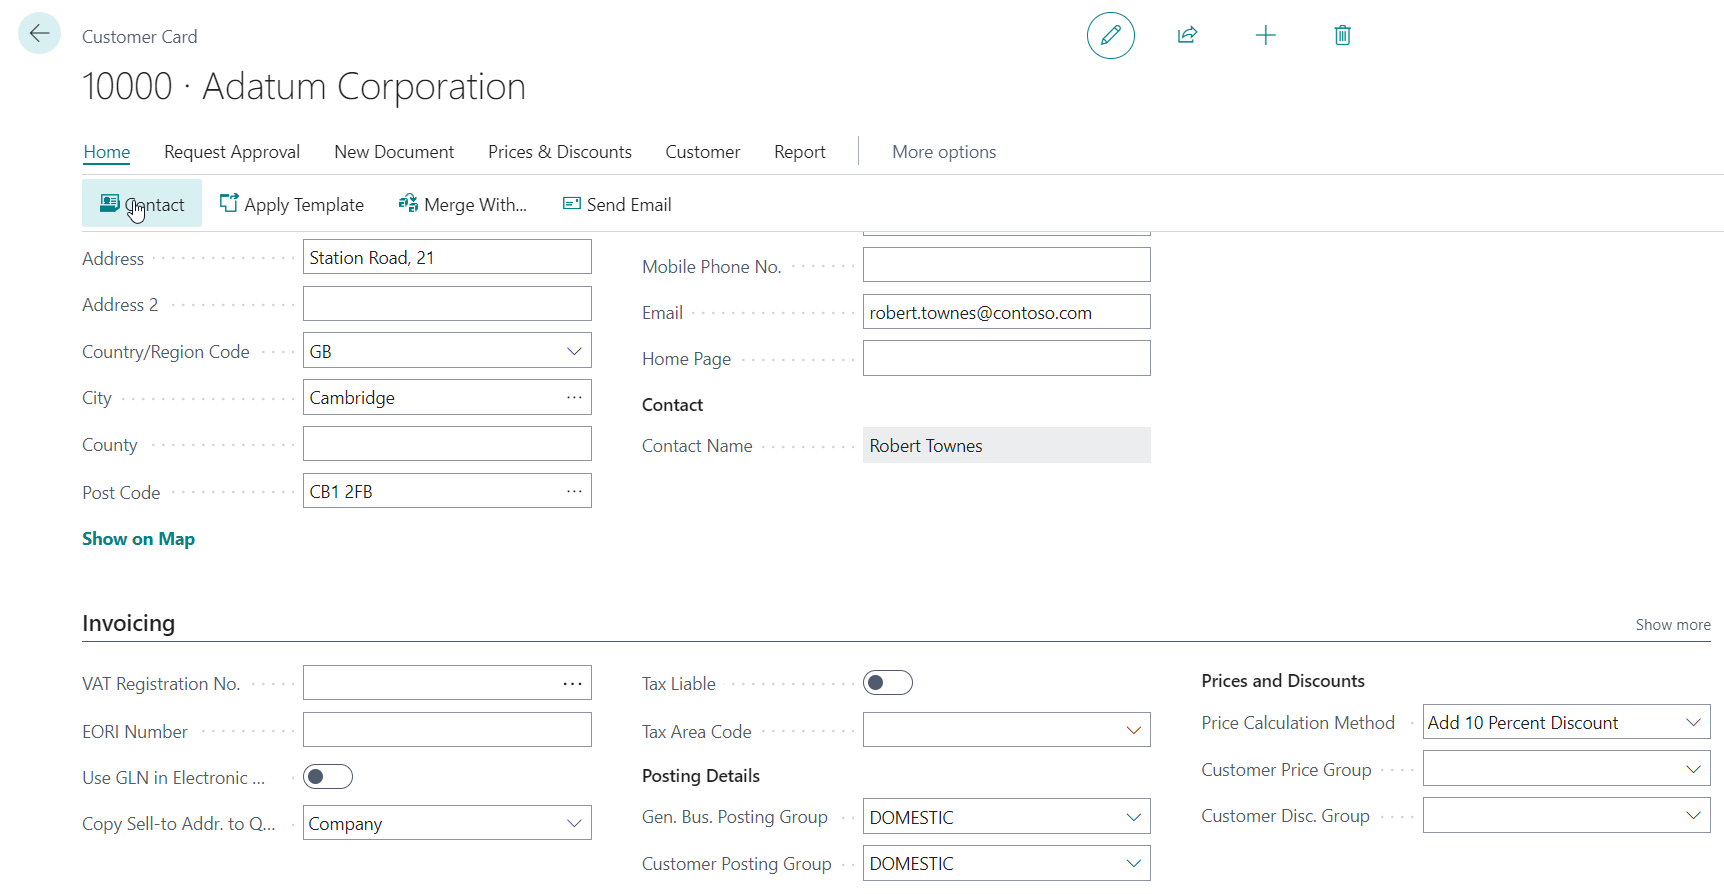 Customer Card
10000 · Adatum Corporation
Home Request Approval New Document Prices & Discounts Customer Report More options
Contact Apply Template Merge With... Send Email
Address Station Road, 21
Address 2
Country/Region Code GB
City Cambridge ...
County
Post Code CB1 2FB ...
Show on Map
Mobile Phone No.
Email robert.townes@contoso.com
Home Page
Contact
Contact Name Robert Townes
Invoicing Show more
VAT Registration No. ...
EORI Number
Use GLN in Electronic ...
Copy Sell-to Addr. to Q... Company
Tax Liable
Tax Area Code
Posting Details
Gen. Bus. Posting Group DOMESTIC
Customer Posting Group DOMESTIC
Prices and Discounts
Price Calculation Method Add 10 Percent Discount
Customer Price Group
Customer Disc. Group